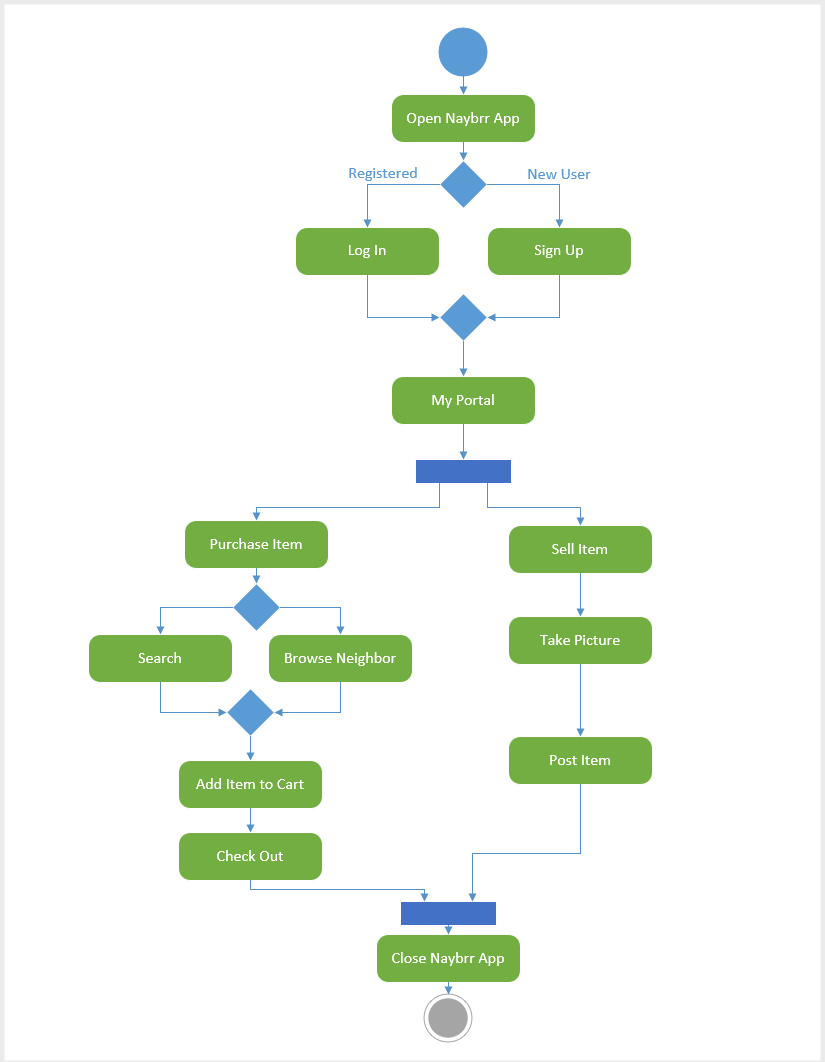 Open Naybrr App
Registered
New User
Log In
Sign Up
My Portal
Purchase Item
Sell Item
Search
Browse Neighbor
Take Picture
Add Item to Cart
Post Item
Check Out
Close Naybrr App